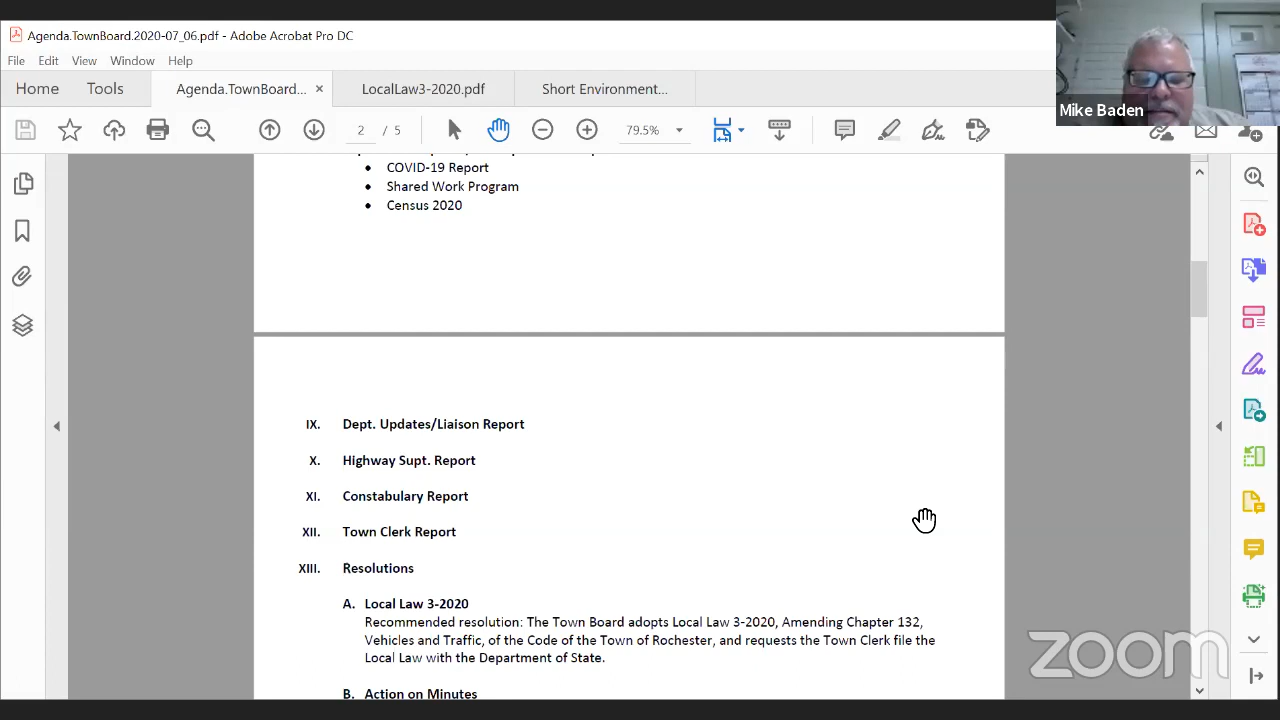 Agenda.TownBoard.2020-07_06.pdf - Adobe Acrobat Pro DC
File Edit View Window Help
Home Tools Agenda.TownBoard... × LocalLaw3-2020.pdf Short Environment...
2 / 5 79.5%
Mike Baden
• COVID-19 Report
• Shared Work Program
• Census 2020
IX. Dept. Updates/Liaison Report
X. Highway Supt. Report
XI. Constabulary Report
XII. Town Clerk Report
XIII. Resolutions
A. Local Law 3-2020
Recommended resolution: The Town Board adopts Local Law 3-2020, Amending Chapter 132,
Vehicles and Traffic, of the Code of the Town of Rochester, and requests the Town Clerk file the
Local Law with the Department of State.
B. Action on Minutes
zoom